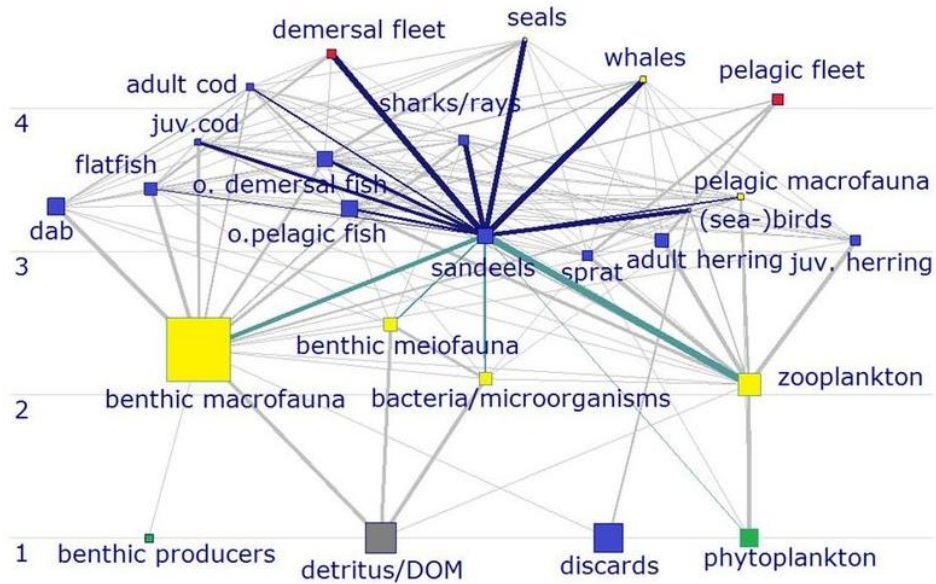 seals
demersal fleet
whales
pelagic fleet
adult cod
sharks/rays
4
juv.cod
flatfish
o. demersal fish
pelagic macrofauna
dab
o.pelagic fish
(sea-)birds
3
sandeels
sprat
adult herring
juv. herring
benthic meiofauna
zooplankton
benthic macrofauna
bacteria/microorganisms
2
1
benthic producers
detritus/DOM
discards
phytoplankton